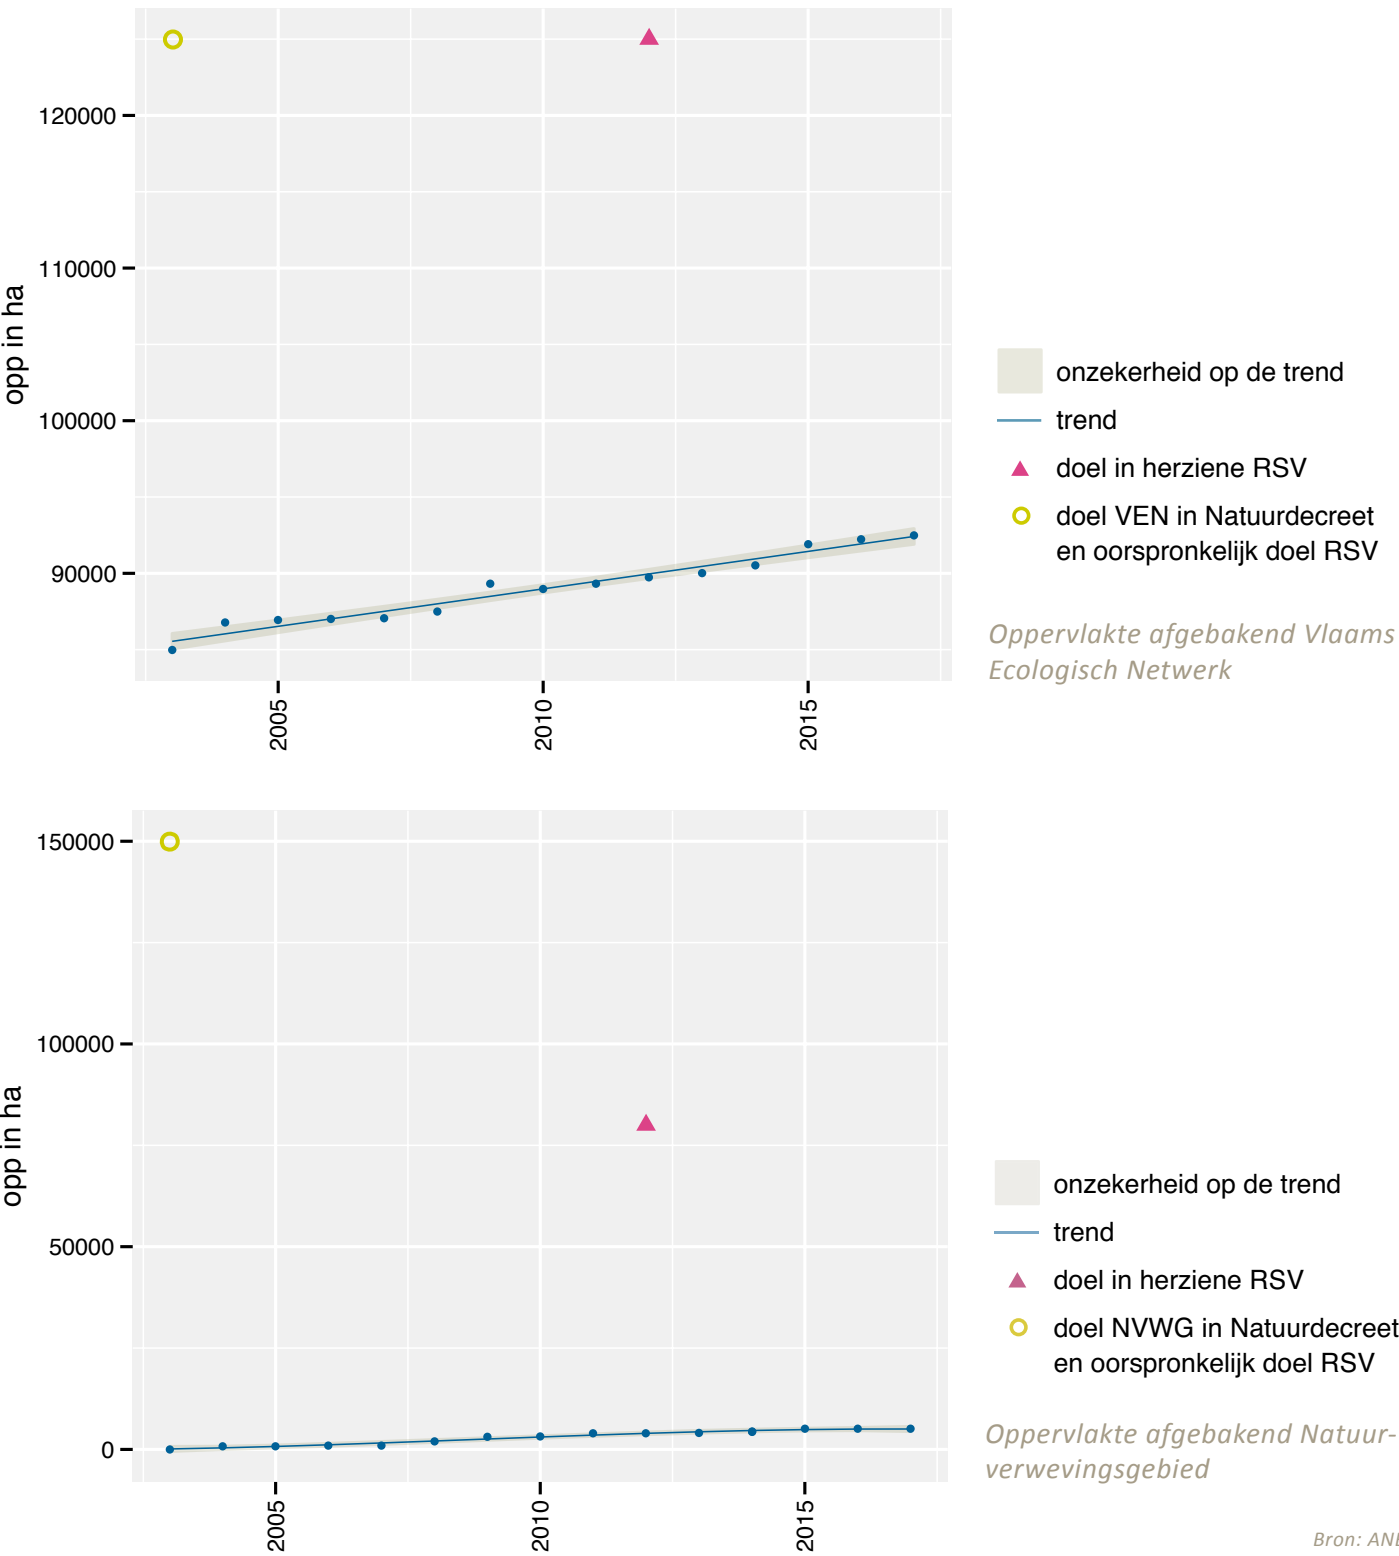 120000
110000
100000
90000
opp in ha
2005
2010
2015
onzekerheid op de trend
trend
doel in herziene RSV
doel VEN in Natuurdecreet
en oorspronkelijk doel RSV
Oppervlakte afgebakend Vlaams
Ecologisch Netwerk
150000
100000
50000
0
opp in ha
2005
2010
2015
onzekerheid op de trend
trend
doel in herziene RSV
doel NVWG in Natuurdecreet
en oorspronkelijk doel RSV
Oppervlakte afgebakend Natuur-
verwevingsgebied
Bron: